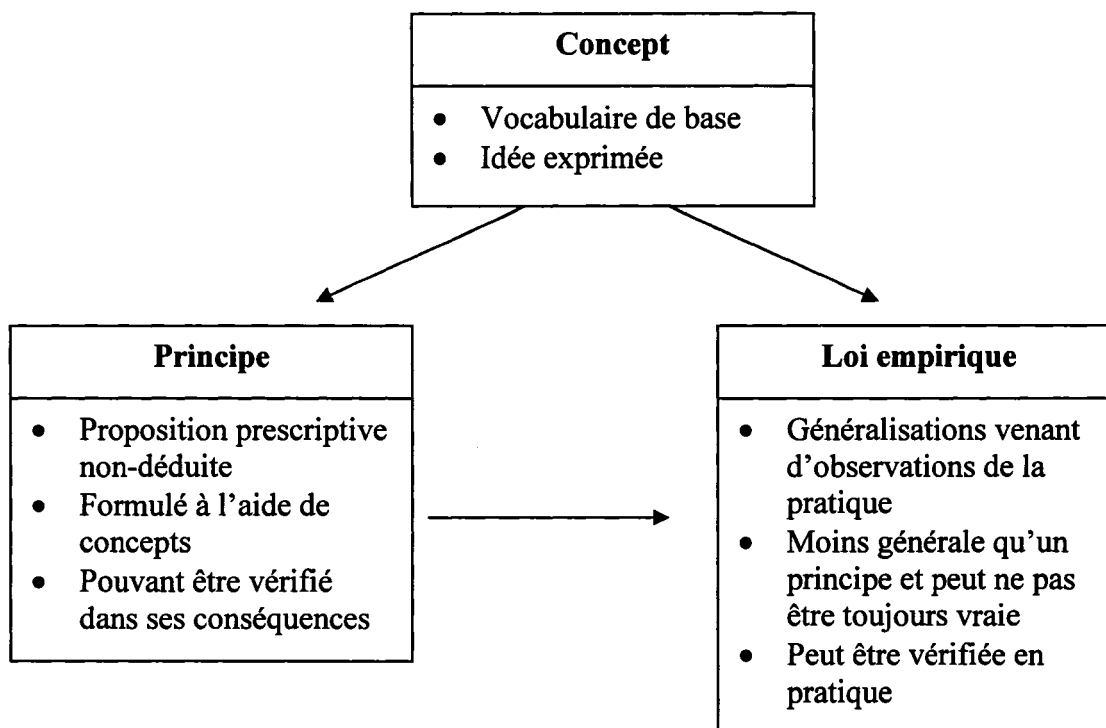 Concept
• Vocabulaire de base
• Idée exprimée
Principe
• Proposition prescriptive
non-déduite
• Formulé à l'aide de
concepts
• Pouvant être vérifié
dans ses conséquences
Loi empirique
• Généralisations venant
d'observations de la
pratique
• Moins générale qu'un
principe et peut ne pas
être toujours vraie
• Peut être vérifiée en
pratique